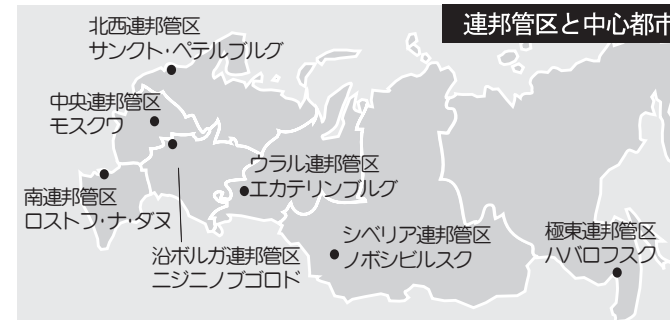 連邦管区と中心都市
北西連邦管区
サンクト・ペテルブルグ
中央連邦管区
モスクワ
ウラル連邦管区
エカテリンブルグ
南連邦管区
ロストフ・ナ・ダヌ
シベリア連邦管区
ノボシビルスク
極東連邦管区
ハバロフスク
沿ボルガ連邦管区
ニジニノブゴロド